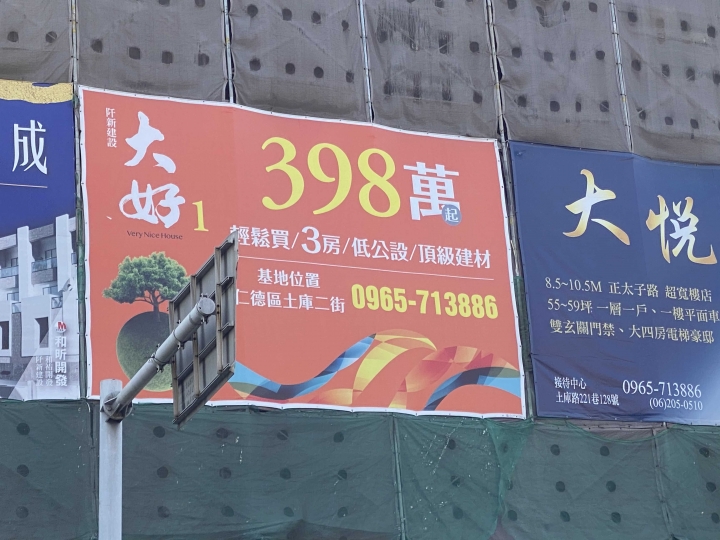 成
和昕開發
阡新建設
大好1
Very Nice House
398萬起
輕鬆買/3房/低公設/頂級建材
基地位置
仁德區土庫二街
0965-713886
大悅
8.5~10.5M 正太子路 超寬樓店
55~59坪 一層一戶、一樓平面車
雙玄關門禁、大四房電梯豪邸
接待中心
土庫路221巷128號
0965-713886
(06)205-0510